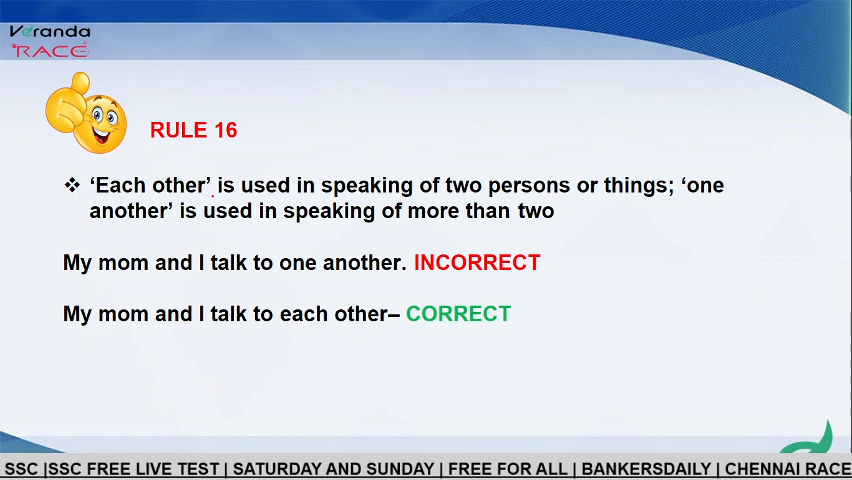 Veranda
RACE
RULE 16
❖ ‘Each other’ is used in speaking of two persons or things; ‘one
another’ is used in speaking of more than two
My mom and I talk to one another. INCORRECT
My mom and I talk to each other– CORRECT
SSC |SSC FREE LIVE TEST | SATURDAY AND SUNDAY | FREE FOR ALL | BANKERSDAILY | CHENNAI RACE